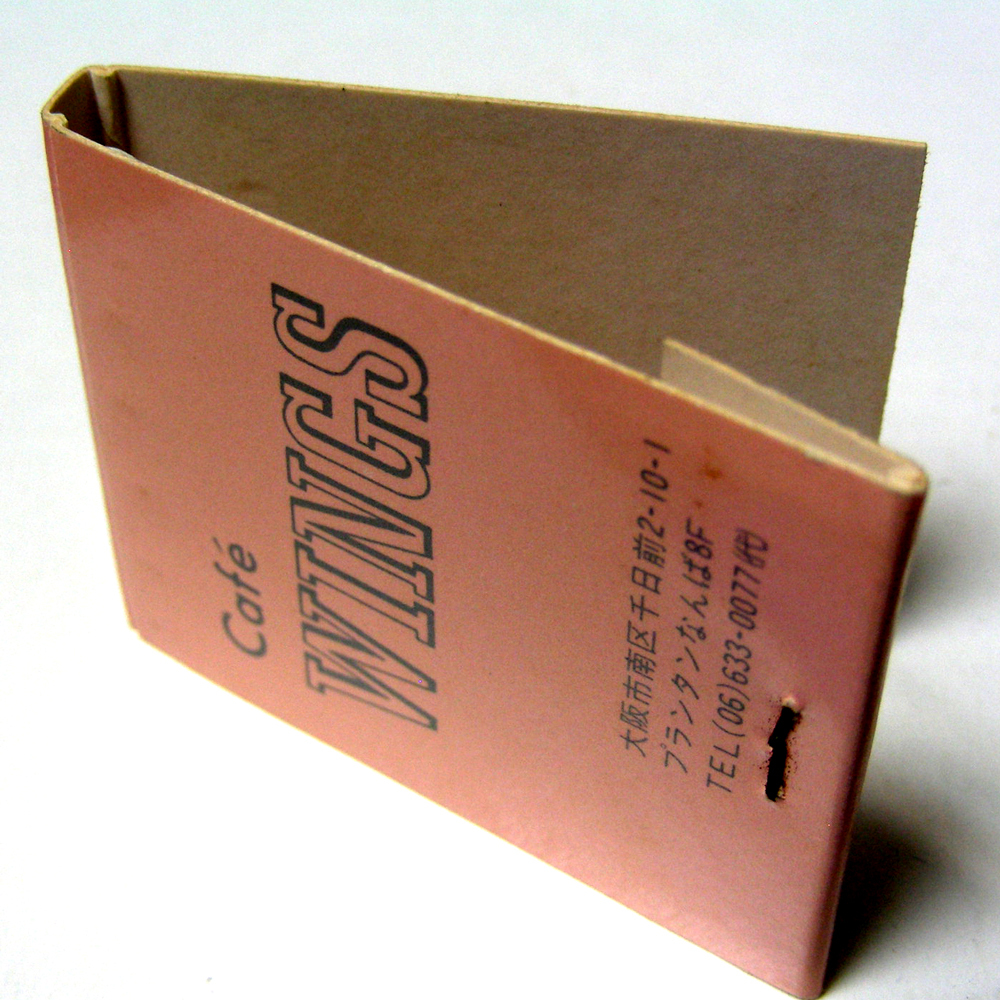 Café
WINGS
大阪市南区千日前2-10-1
プランタンなんば8F
TEL(06)633-0077㈹